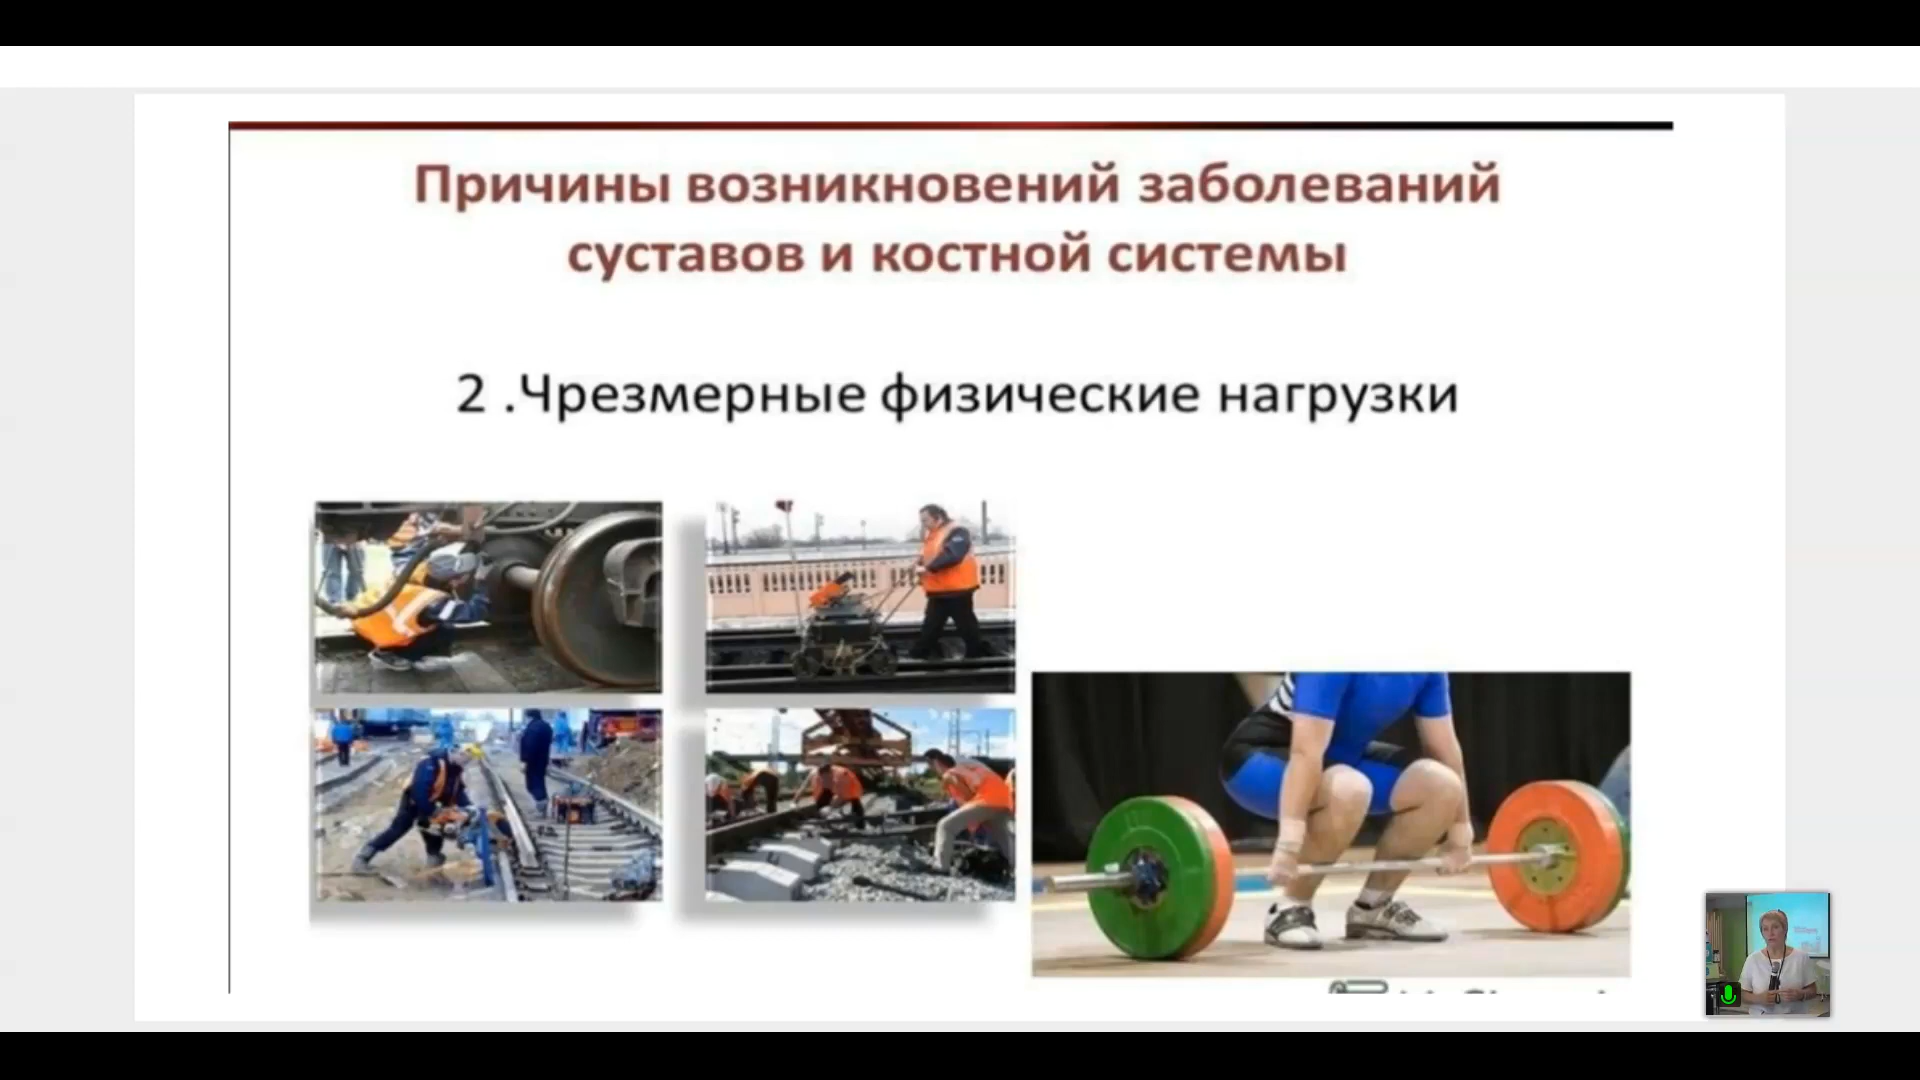 Причины возникновений заболеваний
суставов и костной системы
2 .Чрезмерные физические нагрузки